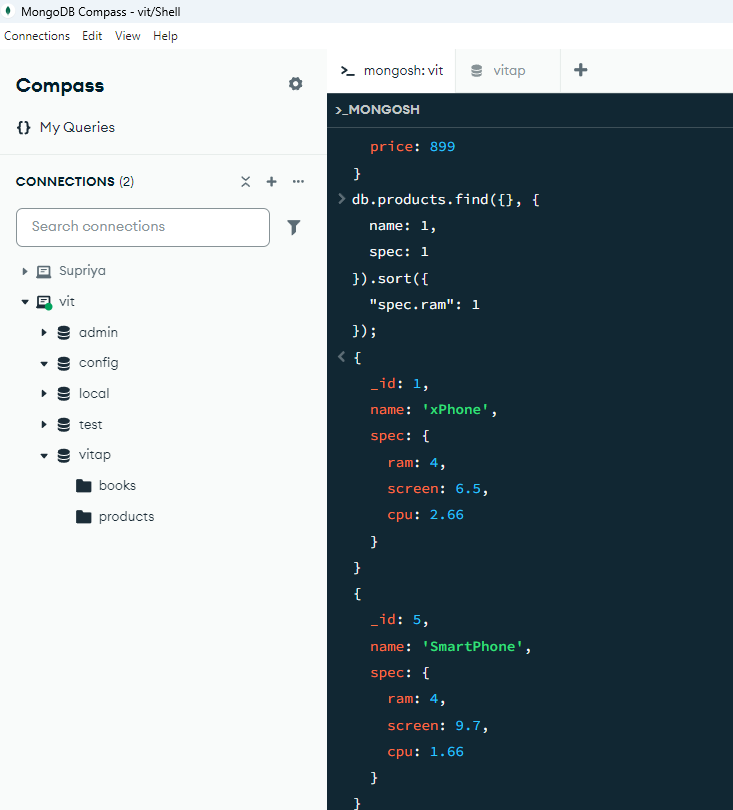 MongoDB Compass - vit/Shell
Connections Edit View Help
Compass
{} My Queries
CONNECTIONS (2)
Search connections
Supriya
vit
admin
config
local
test
vitap
books
products
>_ mongosh: vit
vitap
>_MONGOSH
price: 899
}
> db.products.find({}, {
name: 1,
spec: 1
}).sort({
"spec.ram": 1
});
< {
_id: 1,
name: 'xPhone',
spec: {
ram: 4,
screen: 6.5,
cpu: 2.66
}
}
{
_id: 5,
name: 'SmartPhone',
spec: {
ram: 4,
screen: 9.7,
cpu: 1.66
}
}